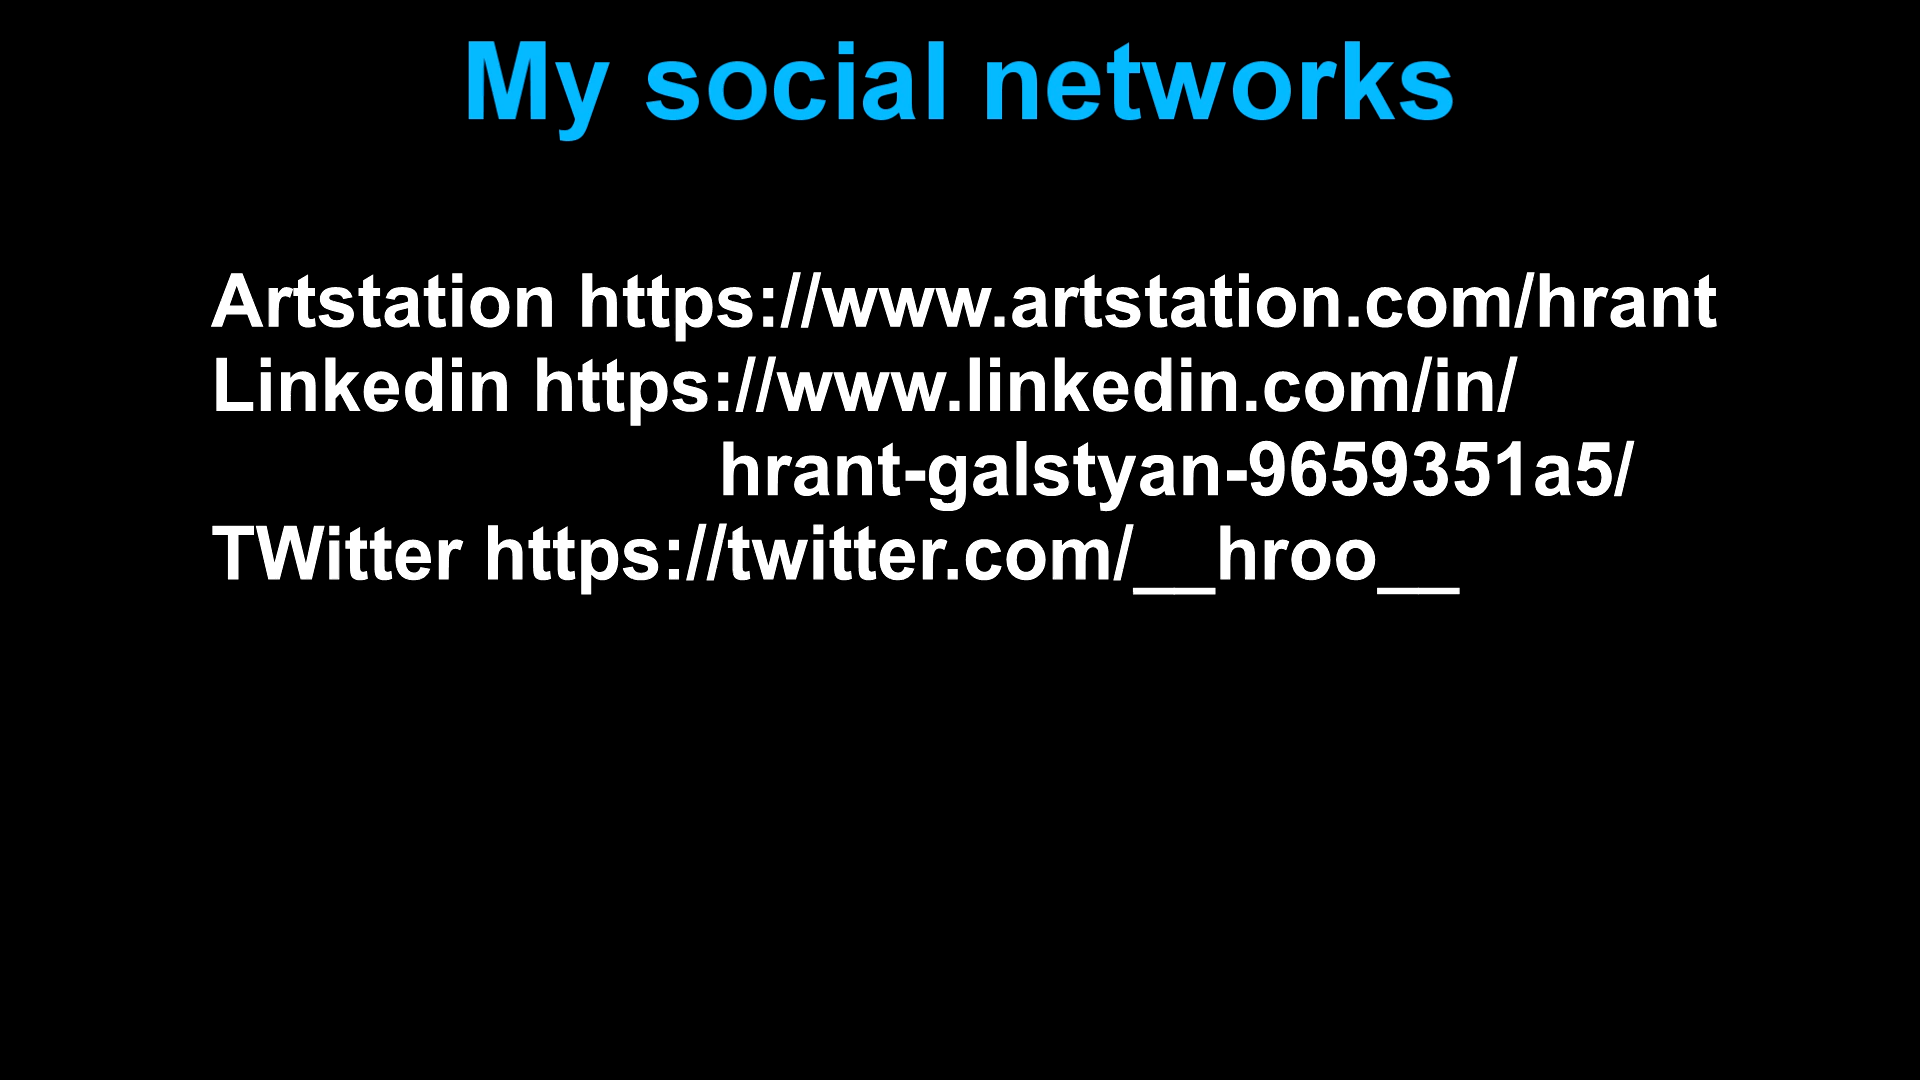 My social networks
Artstation https://www.artstation.com/hrant
Linkedin https://www.linkedin.com/in/
hrant-galstyan-9659351a5/
TWitter https://twitter.com/__hroo__